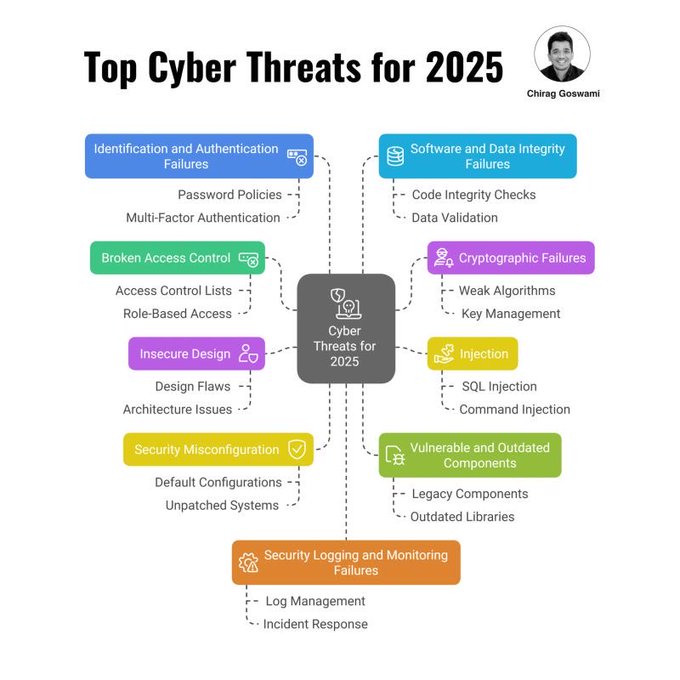 Top Cyber Threats for 2025
Chirag Goswami
Identification and Authentication
Failures
Password Policies
Multi-Factor Authentication
Software and Data Integrity
Failures
Code Integrity Checks
Data Validation
Broken Access Control
Access Control Lists
Role-Based Access
Cryptographic Failures
Weak Algorithms
Key Management
Cyber
Threats for
2025
Insecure Design
Design Flaws
Architecture Issues
Injection
SQL Injection
Command Injection
Security Misconfiguration
Default Configurations
Unpatched Systems
Vulnerable and Outdated
Components
Legacy Components
Outdated Libraries
Security Logging and Monitoring
Failures
Log Management
Incident Response